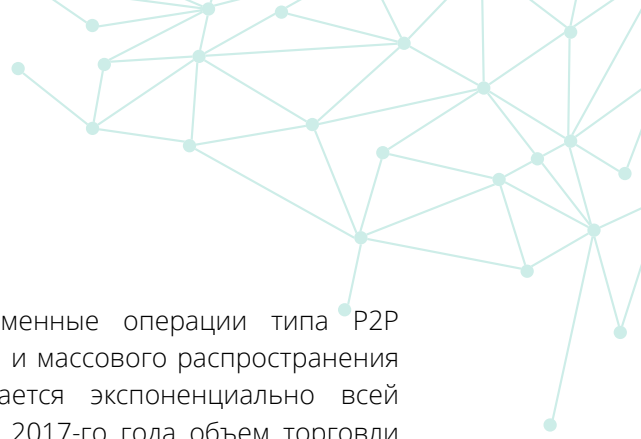 менные операции типа P2P
и массового распространения
ается экспоненциально всей
2017-го года объем торговли